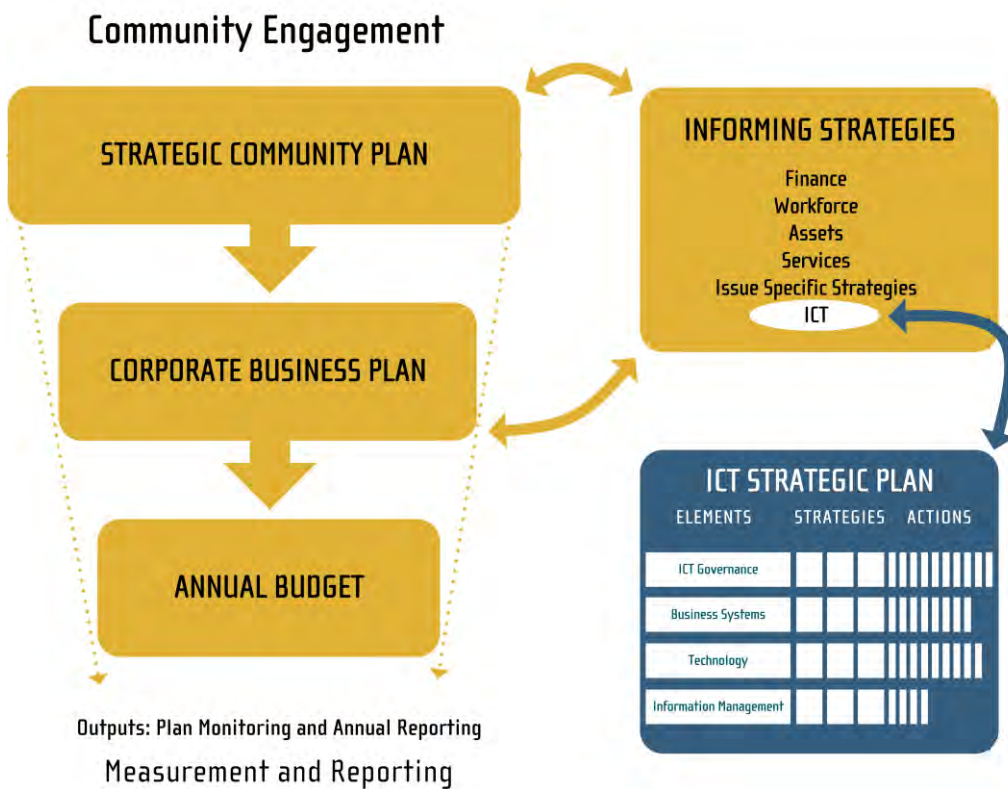 Community Engagement
STRATEGIC COMMUNITY PLAN
CORPORATE BUSINESS PLAN
ANNUAL BUDGET
Outputs: Plan Monitoring and Annual Reporting
Measurement and Reporting
INFORMING STRATEGIES
Finance
Workforce
Assets
Services
Issue Specific Strategies
ICT
ICT STRATEGIC PLAN
ELEMENTS STRATEGIES ACTIONS
ICT Governance
Business Systems
Technology
Information Management